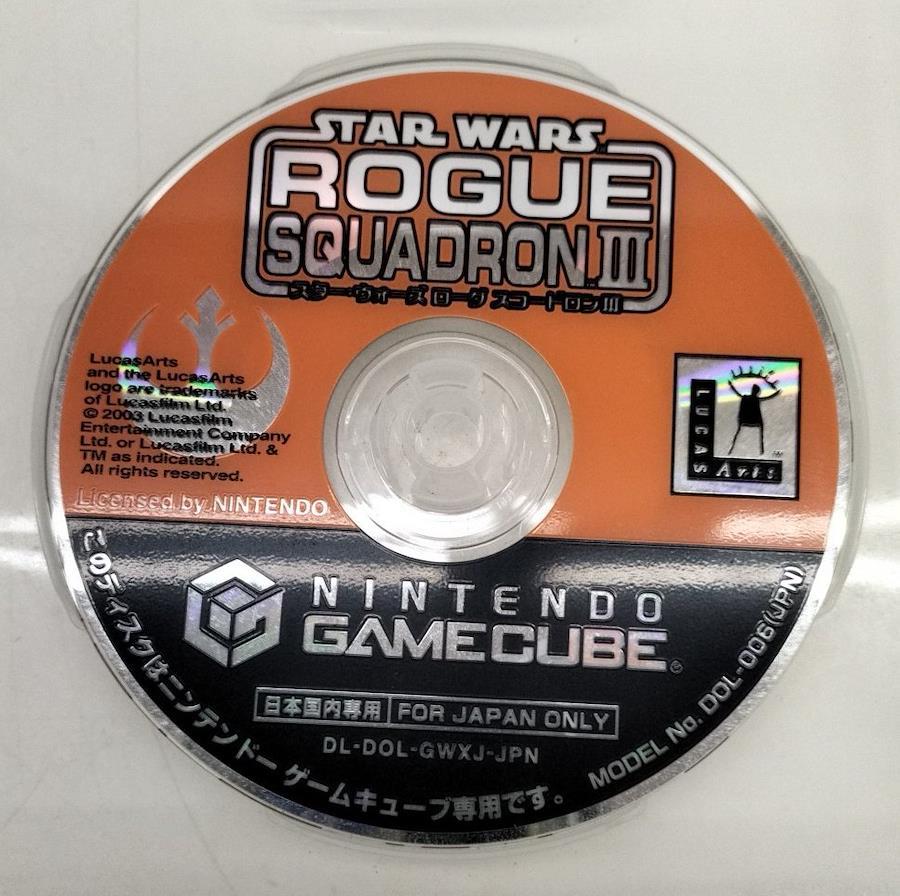 STAR WARS
ROGUE
SQUADRON III
スター・ウォーズ ローグ スコードロンIII
LucasArts
and the LucasArts
logo are trademarks
of Lucasfilm Ltd.
© 2003 Lucasfilm
Entertainment Company
Ltd. or Lucasfilm Ltd. &
TM as indicated.
All rights reserved.
LUCAS
Arts
Licensed by NINTENDO
NINTENDO
GAMECUBE®
日本国内専用 FOR JAPAN ONLY
DL-DOL-GWXJ-JPN
このディスクはニンテンドー ゲームキューブ専用です。
MODEL No. DOL-006(JPN)